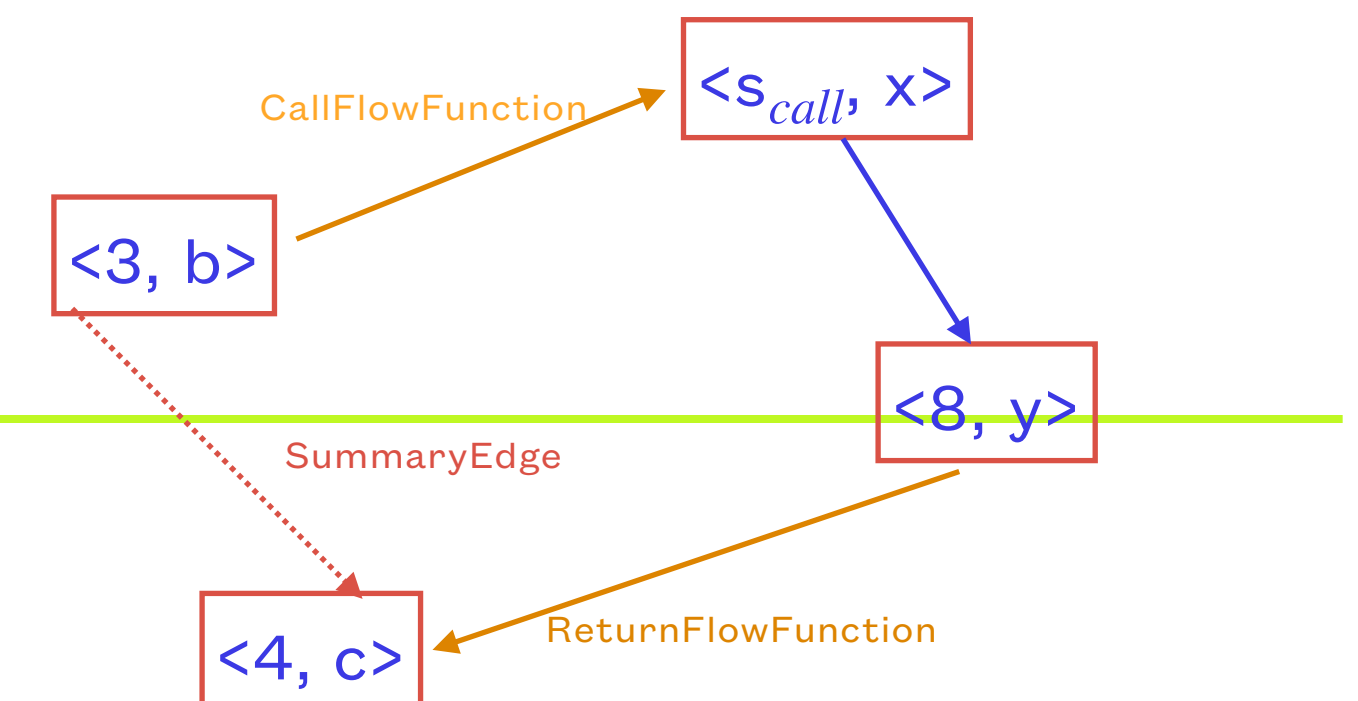 <s_call, x>
CallFlowFunction
<3, b>
<8, y>
SummaryEdge
ReturnFlowFunction
<4, c>